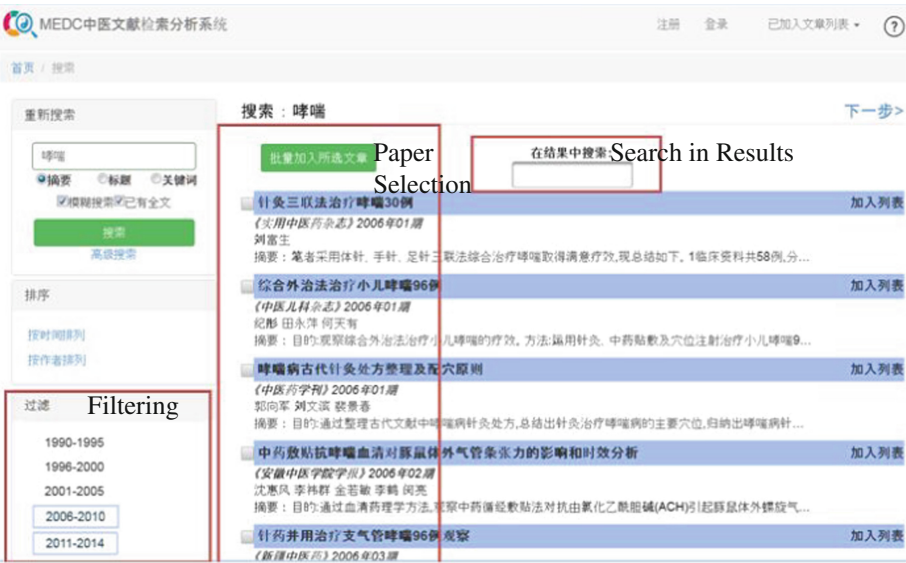 MEDC中医文献检索分析系统
注册 登录 已加入文章列表
首页 / 搜索
重新搜索
哮喘
摘要 标题 关键词
模糊搜索 已有全文
搜索
高级搜索
排序
按时间排列
按作者排列
过滤 Filtering
1990-1995
1996-2000
2001-2005
2006-2010
2011-2014
搜索：哮喘
下一步>
批量加入所选文章
Paper
Selection
在结果中搜索:
Search in Results
针灸三联法治疗哮喘30例 加入列表
《实用中医药杂志》2006年01期
刘富生
摘要：笔者采用体针、手针、足针三联法综合治疗哮喘取得满意疗效,现总结如下。1临床资料共58例,分...
综合外治法治疗小儿哮喘96例 加入列表
《中医儿科杂志》2006年01期
纪彤 田永萍 何天有
摘要：目的:观察综合外治法治疗小儿哮喘的疗效。方法:运用针灸、中药贴敷及穴位注射治疗小儿哮喘9...
哮喘病古代针灸处方整理及配穴原则 加入列表
《中医药学刊》2006年01期
郭向军 刘文滨 裴景春
摘要：目的:通过整理古代文献中哮喘病针灸处方,总结出针灸治疗哮喘病的主要穴位,归纳出哮喘病针...
中药敷贴抗哮喘血清对豚鼠体外气管条张力的影响和时效分析 加入列表
《安徽中医学院学报》2006年02期
沈惠风 李祎群 金若敏 李鹤 闵亮
摘要：目的:通过血清药理学方法,观察中药循经敷贴法对抗由氯化乙酰胆碱(ACH)引起豚鼠体外螺旋气...
针药并用治疗支气管哮喘96例观察 加入列表
《新疆中医药》2006年03期